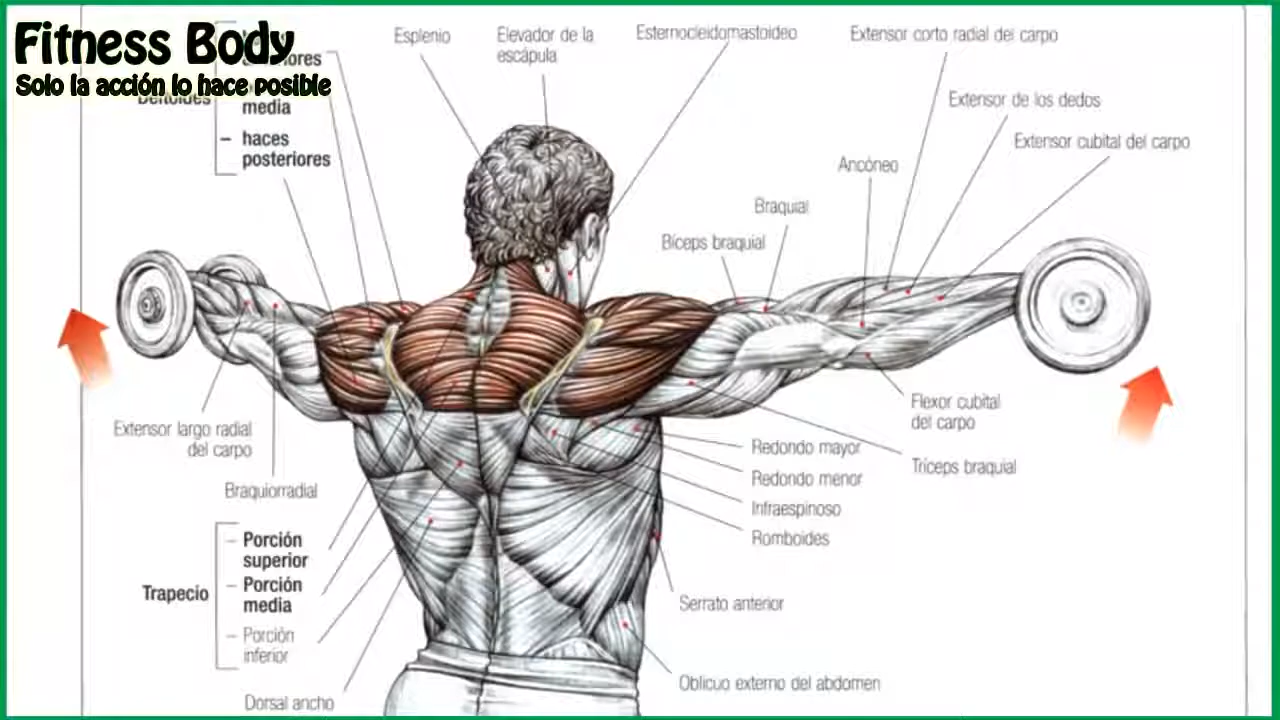 Fitness Body
Solo la acción lo hace posible
Deltoides
media
haces
posteriores
Esplenio
Elevador de la
escápula
Esternocleidomastoideo
Extensor corto radial del carpo
Extensor de los dedos
Extensor cubital del carpo
Ancóneo
Braquial
Bíceps braquial
Extensor largo radial
del carpo
Braquiorradial
Flexor cubital
del carpo
Tríceps braquial
Redondo mayor
Redondo menor
Infraespinoso
Romboides
Trapecio
Porción
superior
Porción
media
Porción
inferior
Serrato anterior
Oblicuo externo del abdomen
Dorsal ancho